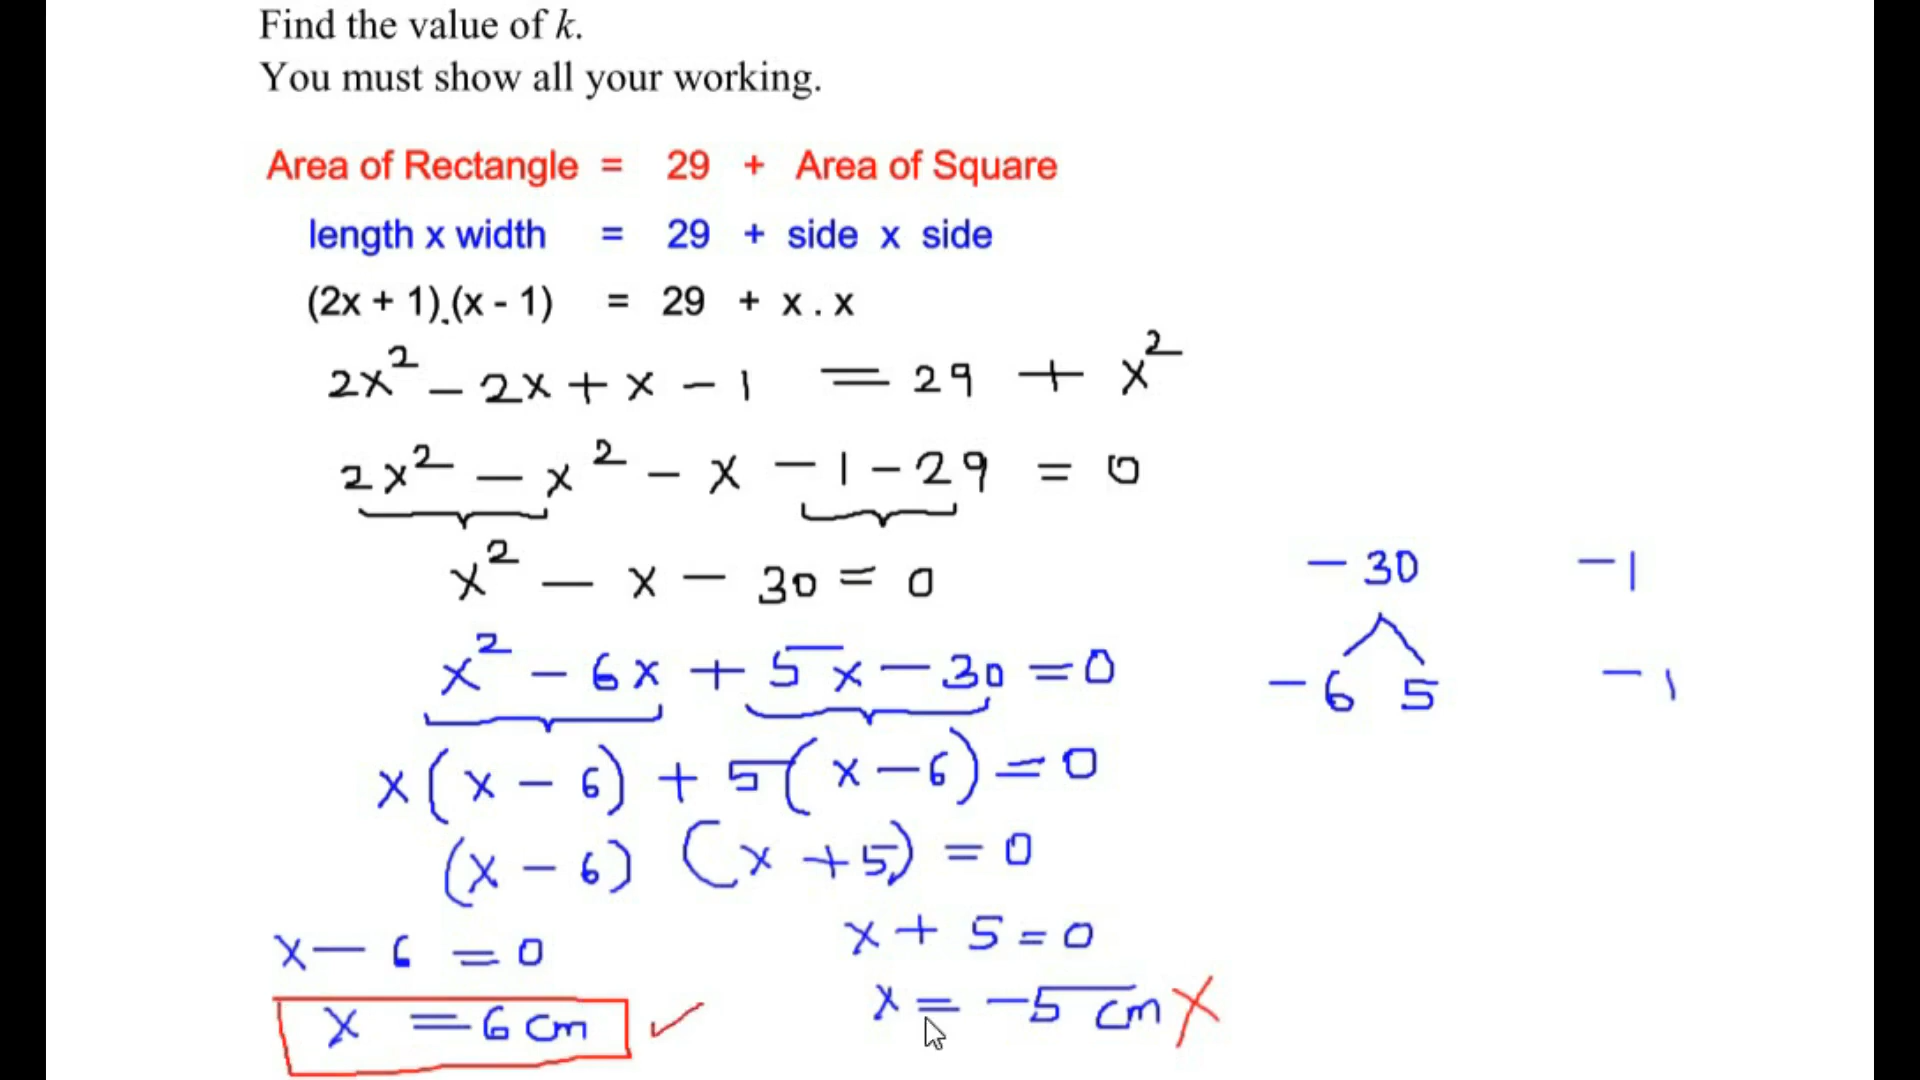 Find the value of k.
You must show all your working.
Area of Rectangle = 29 + Area of Square
length x width = 29 + side x side
(2x + 1).(x - 1) = 29 + x . x
2x² - 2x + x - 1 = 29 + x²
2x² - x² - x - 1 - 29 = 0
x² - x - 30 = 0
- 30 - 1
x² - 6x + 5x - 30 = 0
- 6 5 - 1
x(x - 6) + 5(x - 6) = 0
(x - 6) (x + 5) = 0
x - 6 = 0
x = 6 cm ✓
x + 5 = 0
x = -5 cm X